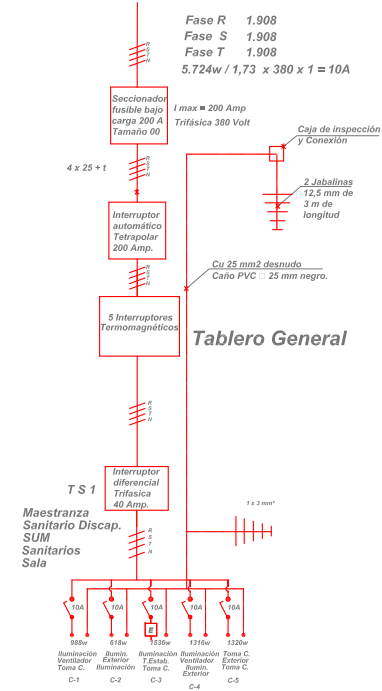 Fase R 1.908
Fase S 1.908
Fase T 1.908
5.724w / 1,73 x 380 x 1 = 10A
R
S
T
N
Seccionador
fusible bajo
carga 200 A
Tamaño 00
I max = 200 Amp
Trifásica 380 Volt
Caja de inspección
y Conexión
R
S
T
N
4 x 25 + t
2 Jabalinas
□ 12,5 mm de
3 m de
longitud
Interruptor
automático
Tetrapolar
200 Amp.
R
S
T
N
Cu 25 mm2 desnudo
Caño PVC □ 25 mm negro.
5 Interruptores
Termomagnéticos
Tablero General
R
S
T
N
Interruptor
diferencial
Trifasica
40 Amp.
T S 1
1 x 3 mm²
Maestranza
Sanitario Discap.
SUM
Sanitarios
Sala
R
S
T
N
10A 10A 10A 10A 10A
E
988w 618w 1536w 1316w 1320w
Iluminación
Ventilador
Toma C.
C-1
Ilumin.
Exterior
Iluminación
C-2
Iluminación
T.Estab.
Toma C.
C-3
Iluminación
Ventilador
Ilumin.
Exterior
C-4
Toma C.
Exterior
Toma C.
C-5